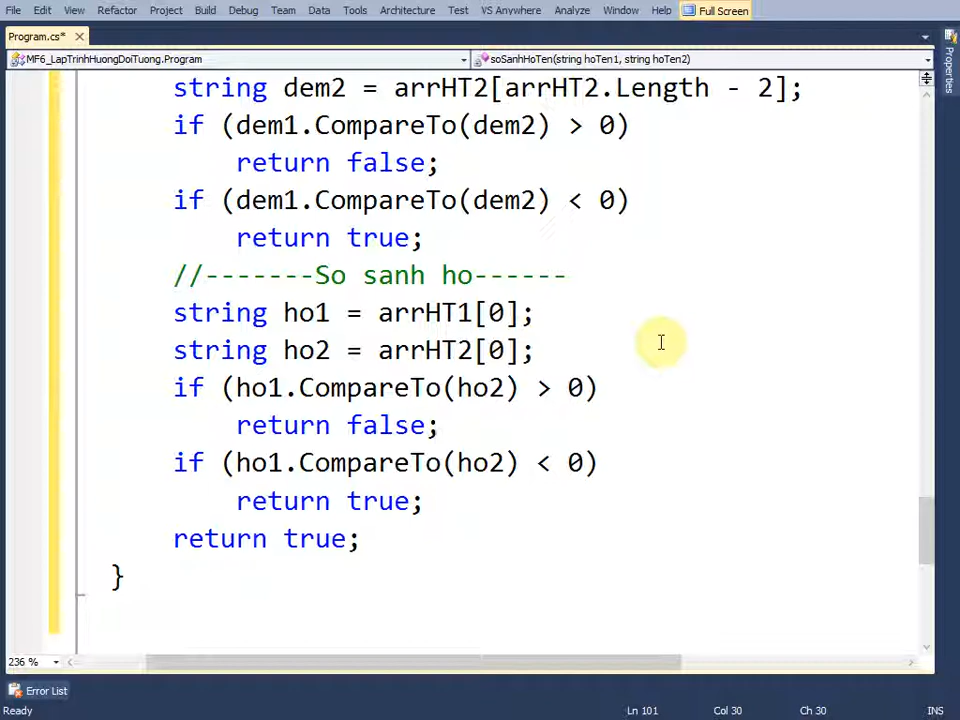 File Edit View Refactor Project Build Debug Team Data Tools Architecture Test VS Anywhere Analyze Window Help Full Screen
Program.cs*
MF6_LapTrinhHuongDoiTuong.Program soSanhHoTen(string hoTen1, string hoTen2)
Properties
string dem2 = arrHT2[arrHT2.Length - 2];
if (dem1.CompareTo(dem2) > 0)
return false;
if (dem1.CompareTo(dem2) < 0)
return true;
//-------So sanh ho------
string ho1 = arrHT1[0];
string ho2 = arrHT2[0];
if (ho1.CompareTo(ho2) > 0)
return false;
if (ho1.CompareTo(ho2) < 0)
return true;
return true;
}
236 %
Error List
Ready Ln 101 Col 30 Ch 30 INS